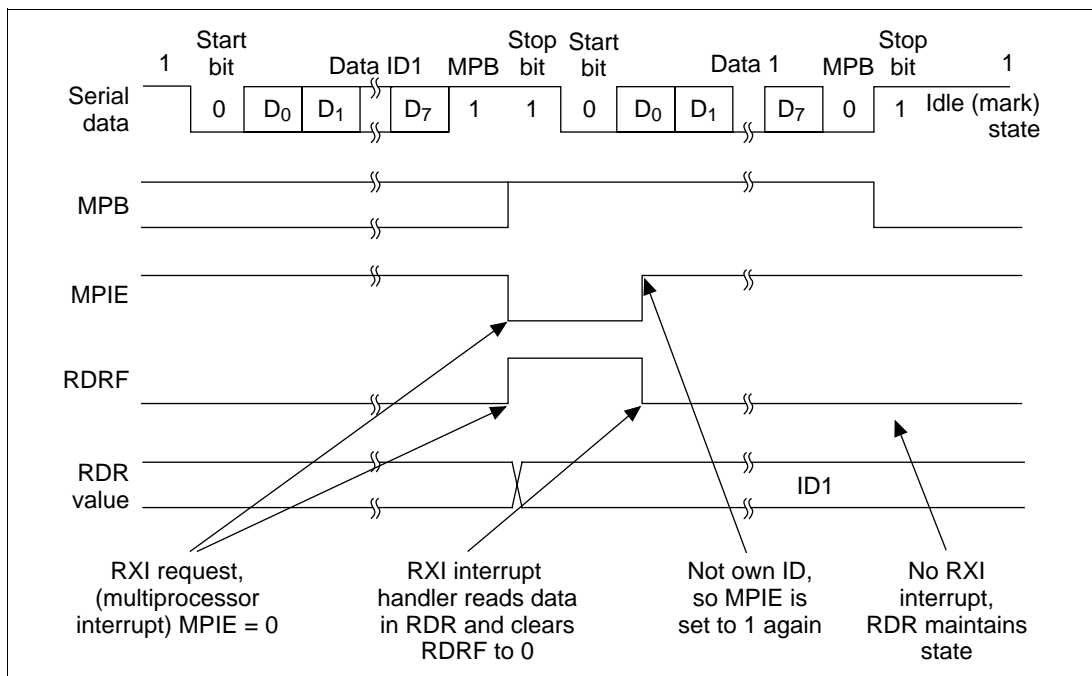 1 Start bit Data ID1 MPB Stop bit Start bit Data 1 MPB Stop bit 1
Serial data 0 D0 D1 D7 1 1 0 D0 D1 D7 0 1 Idle (mark) state
MPB
MPIE
RDRF
RDR value ID1
RXI request,
(multiprocessor
interrupt) MPIE = 0
RXI interrupt
handler reads data
in RDR and clears
RDRF to 0
Not own ID,
so MPIE is
set to 1 again
No RXI
interrupt,
RDR maintains
state